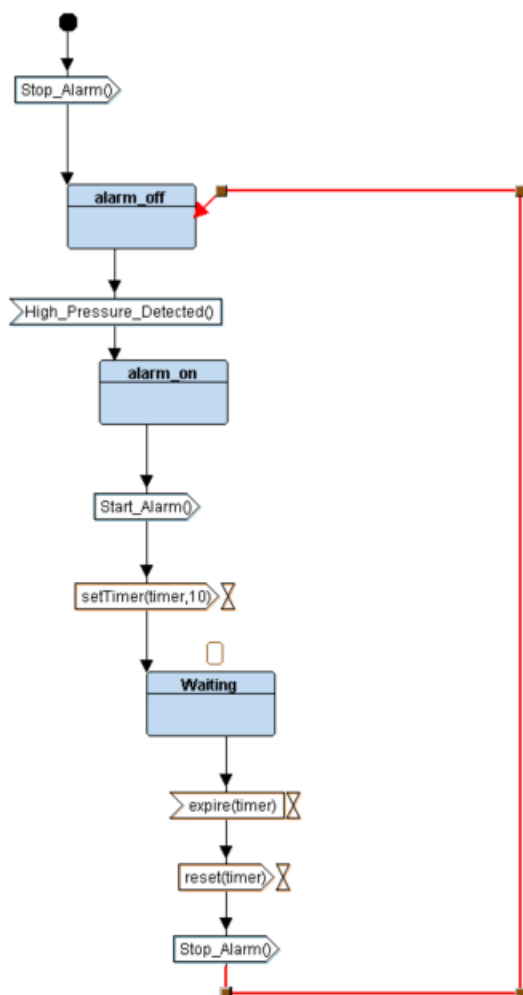 Stop_Alarm()
alarm_off
High_Pressure_Detected()
alarm_on
Start_Alarm()
setTimer(timer,10)
Waiting
expire(timer)
reset(timer)
Stop_Alarm()